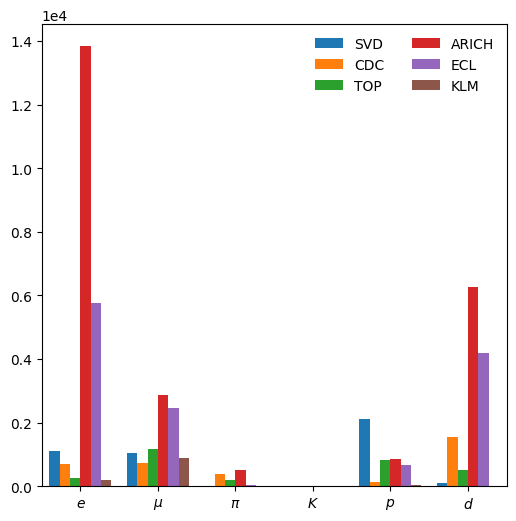 1e4
1.4
1.2
1.0
0.8
0.6
0.4
0.2
0.0
SVD
CDC
TOP
ARICH
ECL
KLM
e μ π K p d